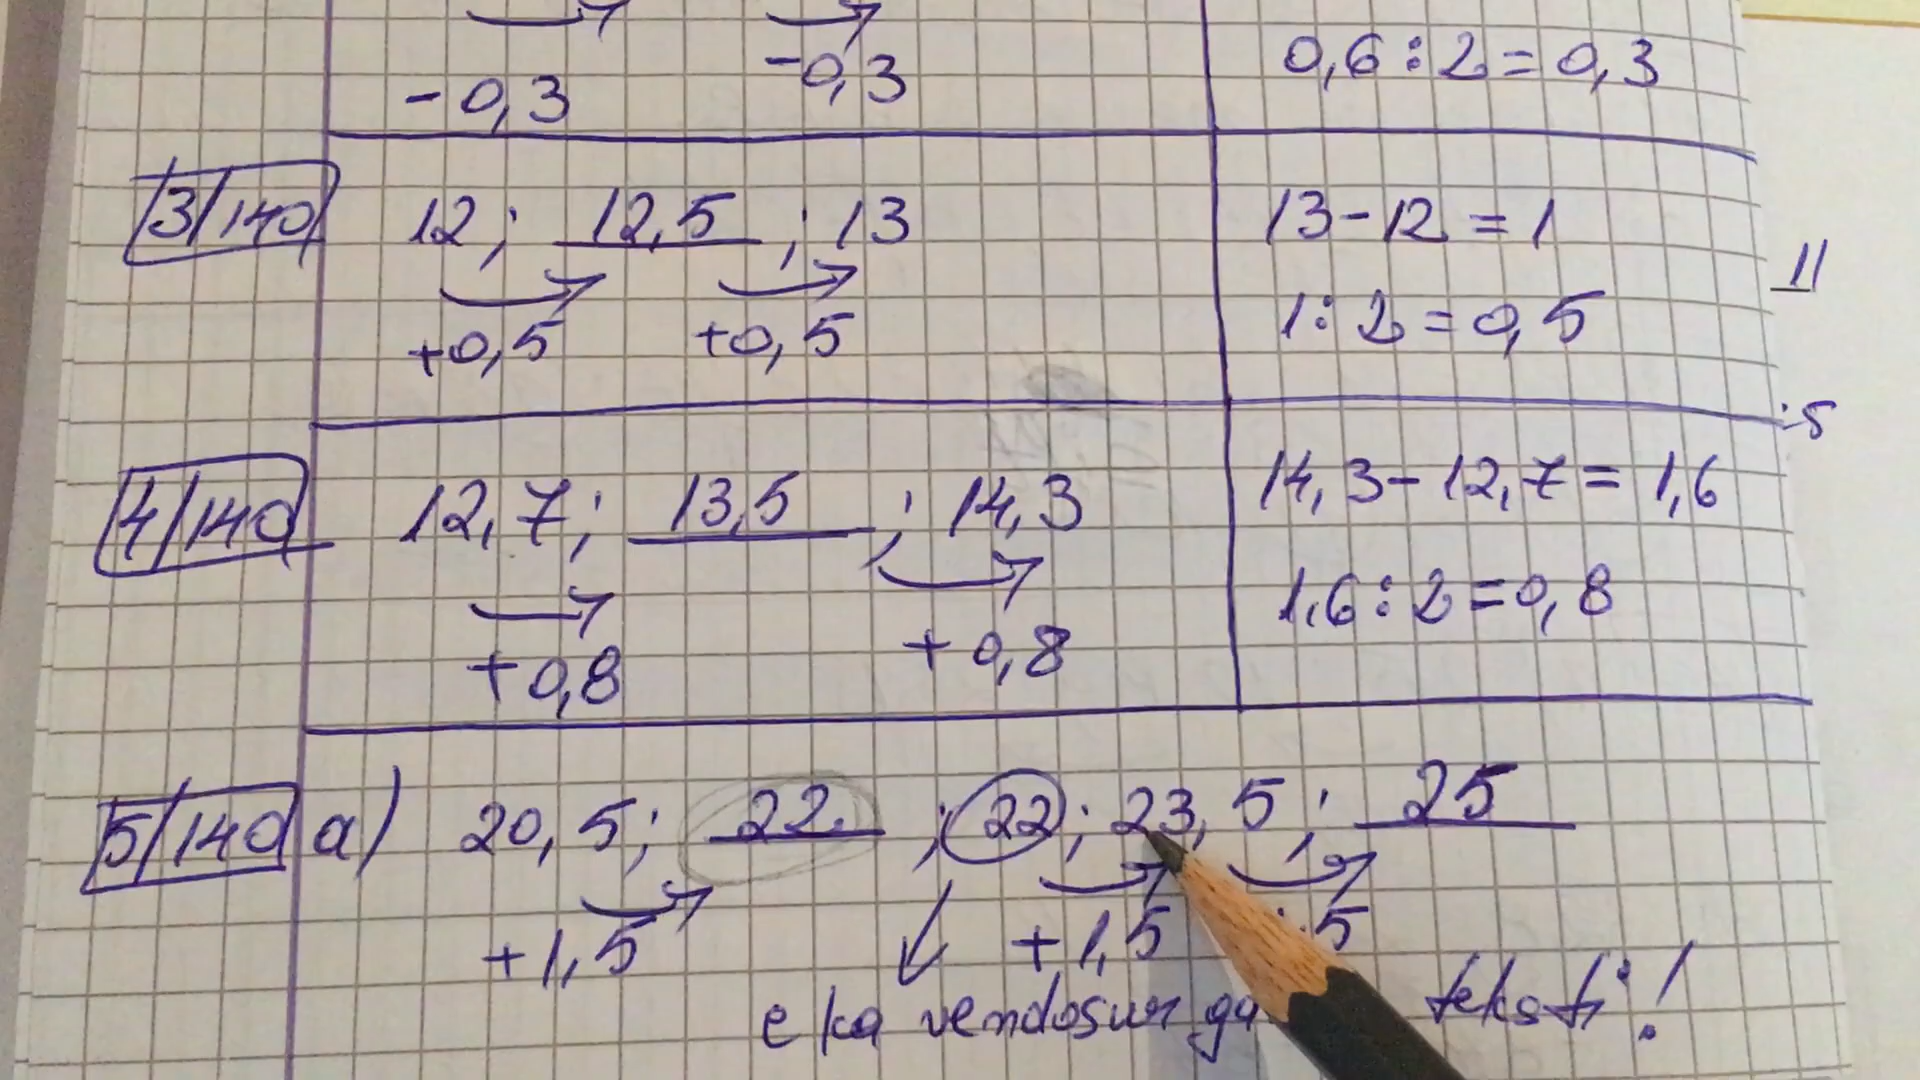 -0,3 -0,3 0,6:2=0,3
3/140 12; 12,5 ; 13 13-12=1
+0,5 +0,5 1:2=0,5
4/140 12,7; 13,5 ; 14,3 14,3-12,7=1,6
+0,8 +0,8 1,6:2=0,8
5/140 a) 20,5; 22 ; 22; 23,5; 25
+1,5 +1,5
e ka vendosur teksti!